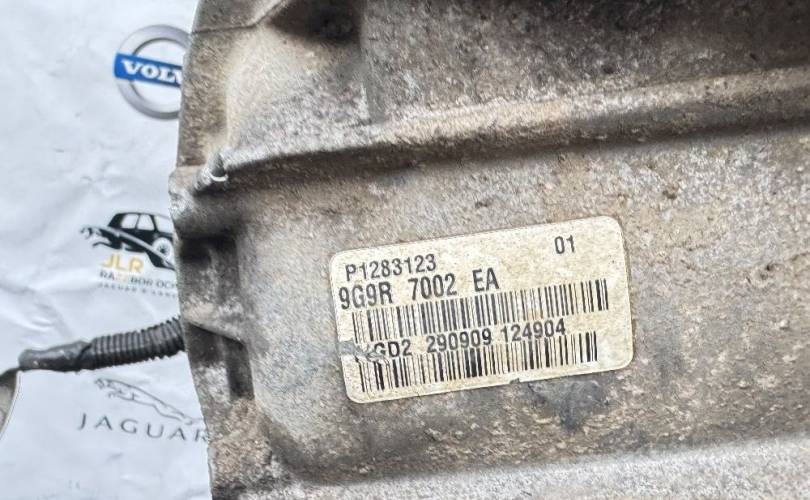 VOLV
JLR
JAGUAR
P1283123 01
9G9R 7002 EA
GD2 290909 124904